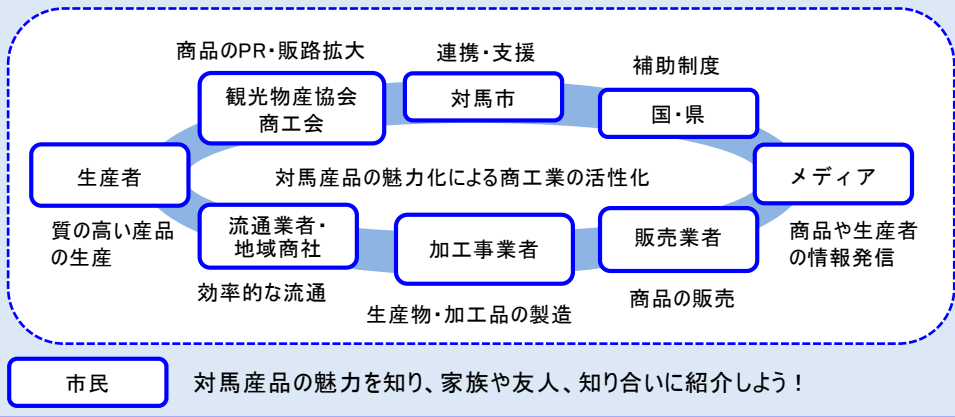 商品のPR・販路拡大
連携・支援
補助制度
観光物産協会
商工会
対馬市
国・県
生産者
対馬産品の魅力化による商工業の活性化
メディア
質の高い産品
の生産
流通業者・
地域商社
加工事業者
販売業者
商品や生産者
の情報発信
効率的な流通
生産物・加工品の製造
商品の販売
市民
対馬産品の魅力を知り、家族や友人、知り合いに紹介しよう！